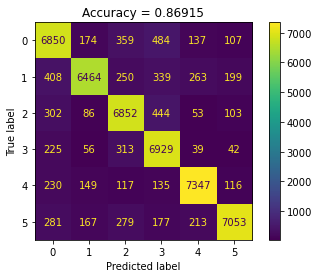 Accuracy = 0.86915
0 6850 174 359 484 137 107
1 408 6464 250 339 263 199
2 302 86 6852 444 53 103
3 225 56 313 6929 39 42
4 230 149 117 135 7347 116
5 281 167 279 177 213 7053
0 1 2 3 4 5
True label
Predicted label
7000
6000
5000
4000
3000
2000
1000